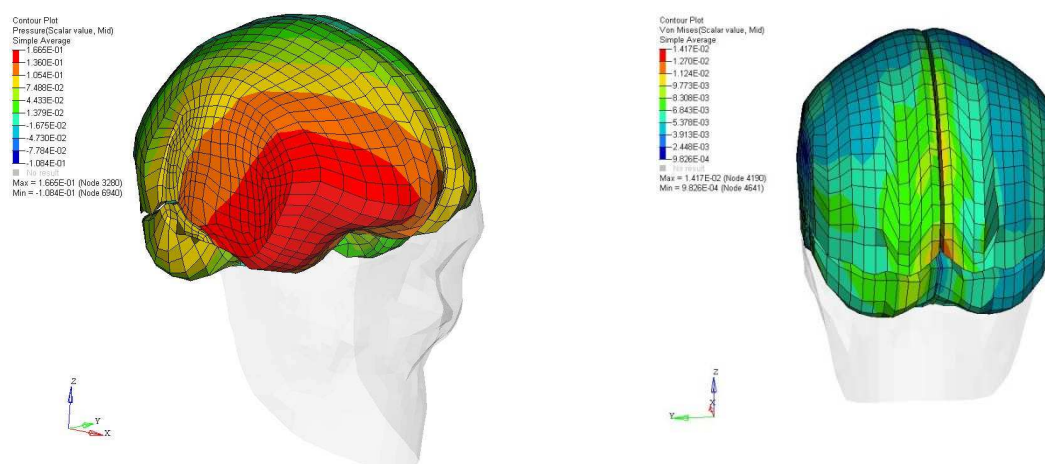 Contour Plot
Pressure(Scalar value, Mid)
Simple Average
1.665E-01
1.360E-01
1.054E-01
7.488E-02
4.433E-02
1.379E-02
-1.675E-02
-4.730E-02
-7.784E-02
-1.084E-01
No result
Max = 1.665E-01 (Node 3280)
Min = -1.084E-01 (Node 6940)
Z
Y
X
Contour Plot
Von Mises(Scalar value, Mid)
Simple Average
1.417E-02
1.270E-02
1.124E-02
9.773E-03
8.308E-03
6.843E-03
5.378E-03
3.913E-03
2.448E-03
9.826E-04
No result
Max = 1.417E-02 (Node 4190)
Min = 9.826E-04 (Node 4641)
Z
X
Y